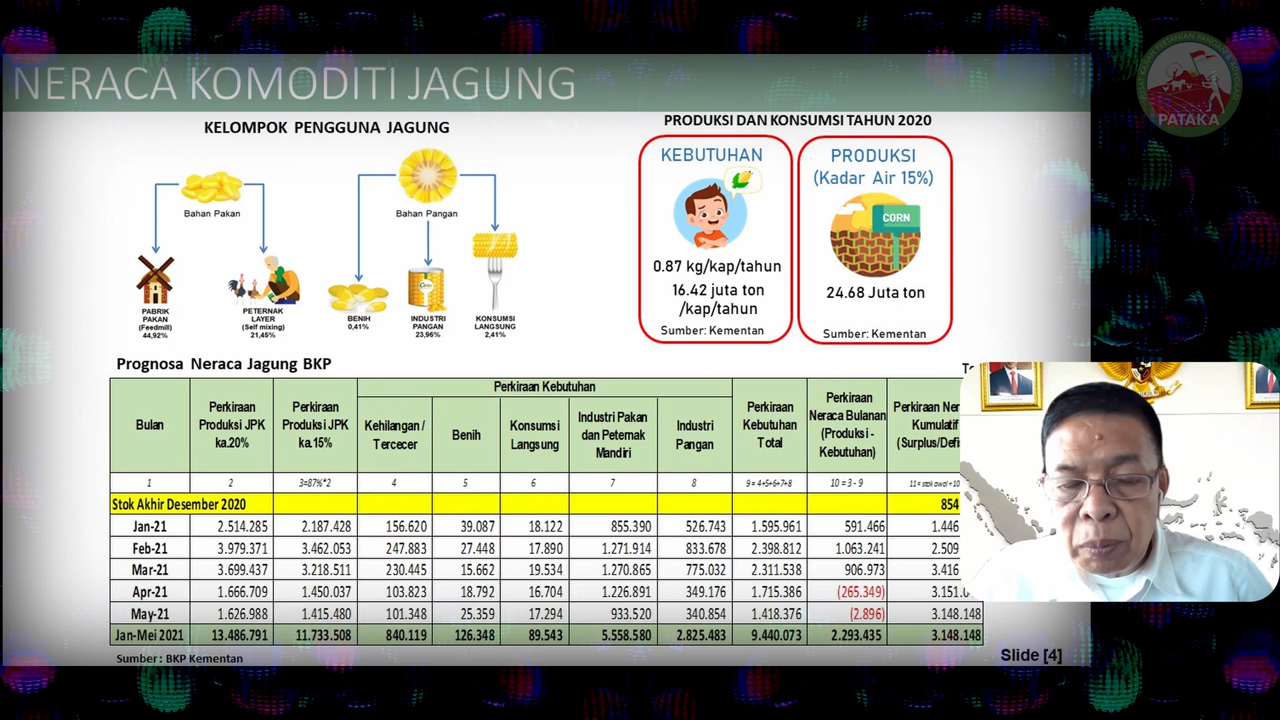 NERACA KOMODITI JAGUNG
PATAKA
KELOMPOK PENGGUNA JAGUNG
Bahan Pakan
Bahan Pangan
PABRIK
PAKAN
(Feedmill)
44,92%
PETERNAK
LAYER
(Self mixing)
21,45%
BENIH
0,41%
INDUSTRI
PANGAN
23,96%
KONSUMSI
LANGSUNG
2,41%
PRODUKSI DAN KONSUMSI TAHUN 2020
KEBUTUHAN
0.87 kg/kap/tahun
16.42 juta ton
/kap/tahun
Sumber: Kementan
PRODUKSI
(Kadar Air 15%)
CORN
24.68 Juta ton
Sumber: Kementan
Prognosa Neraca Jagung BKP
Bulan
Perkiraan
Produksi JPK
ka.20%
Perkiraan
Produksi JPK
ka.15%
Perkiraan Kebutuhan
Kehilangan /
Tercecer
Benih
Konsumsi
Langsung
Industri Pakan
dan Peternak
Mandiri
Industri
Pangan
Perkiraan
Kebutuhan
Total
Perkiraan
Neraca Bulanan
(Produksi -
Kebutuhan)
Perkiraan
Kumulatif
1 2 3=87%*2 4 5 6 7 8 9 = 4+5+6+7+8 10 = 3 - 9
Stok Akhir Desember 2020 854
Jan-21 2.514.285 2.187.428 156.620 39.087 18.122 855.390 526.743 1.595.961 591.466 1.446
Feb-21 3.979.371 3.462.053 247.883 27.448 17.890 1.271.914 833.678 2.398.812 1.063.241 2.509
Mar-21 3.699.437 3.218.511 230.445 15.662 19.534 1.270.865 775.032 2.311.538 906.973 3.416
Apr-21 1.666.709 1.450.037 103.823 18.792 16.704 1.226.891 349.176 1.715.386 (265.349) 3.151.
May-21 1.626.988 1.415.480 101.348 25.359 17.294 933.520 340.854 1.418.376 (2.896) 3.148.148
Jan-Mei 2021 13.486.791 11.733.508 840.119 126.348 89.543 5.558.580 2.825.483 9.440.073 2.293.435 3.148.148
Sumber : BKP Kementan
Slide [4]